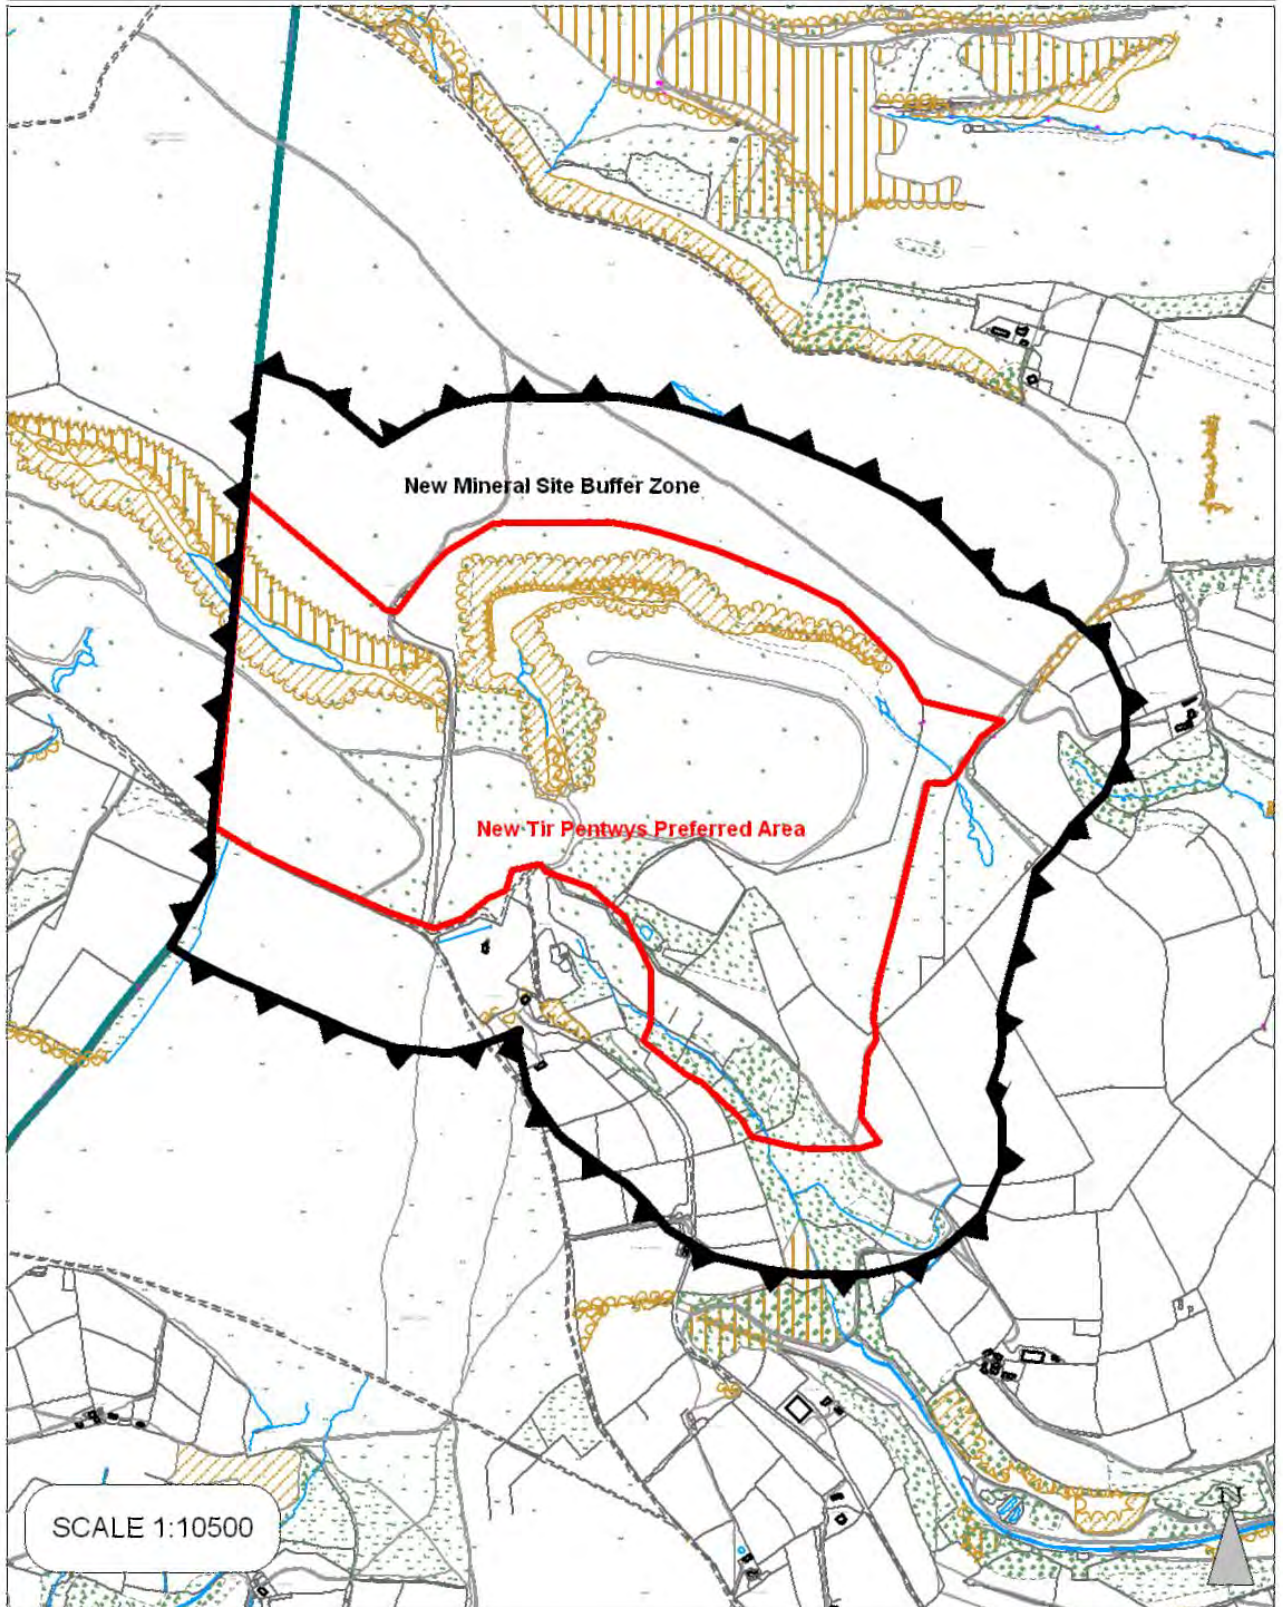 New Mineral Site Buffer Zone
New Tir Pentwys Preferred Area
SCALE 1:10500
N